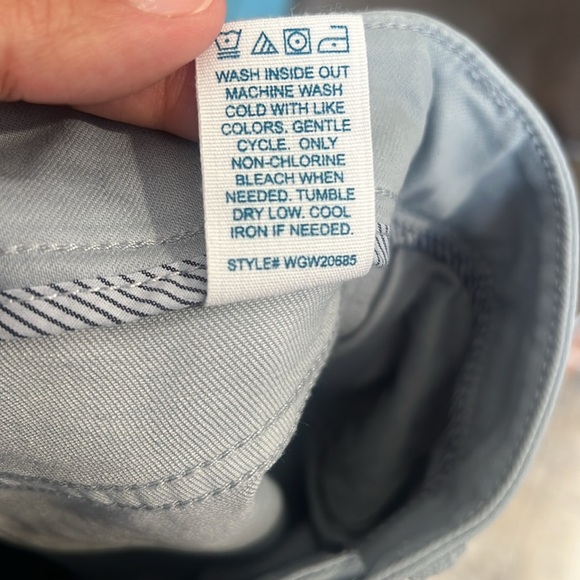 WASH INSIDE OUT
MACHINE WASH
COLD WITH LIKE
COLORS. GENTLE
CYCLE. ONLY
NON-CHLORINE
BLEACH WHEN
NEEDED. TUMBLE
DRY LOW. COOL
IRON IF NEEDED.
STYLE# WGW20685